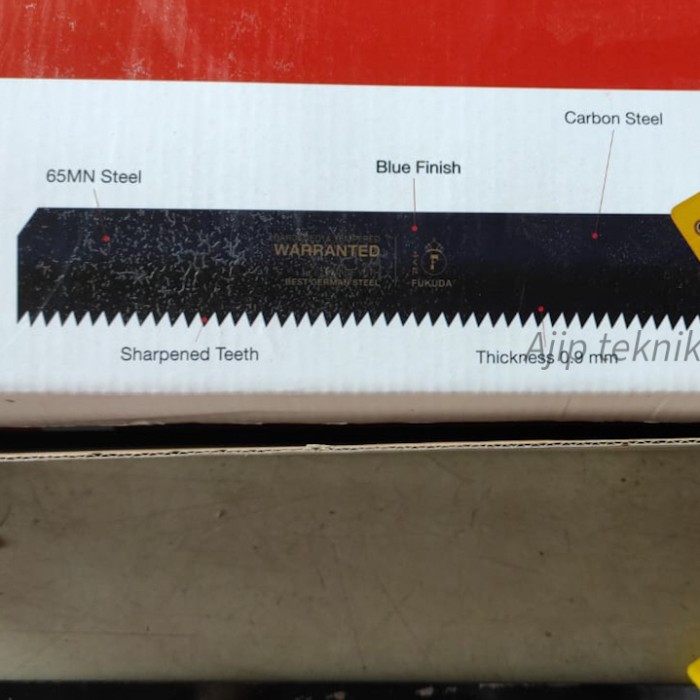 Carbon Steel
Blue Finish
65MN Steel
WARRANTED
BEST GERMAN STEEL
FUKUDA
Sharpened Teeth
Thickness 0.9 mm
Ajip teknik